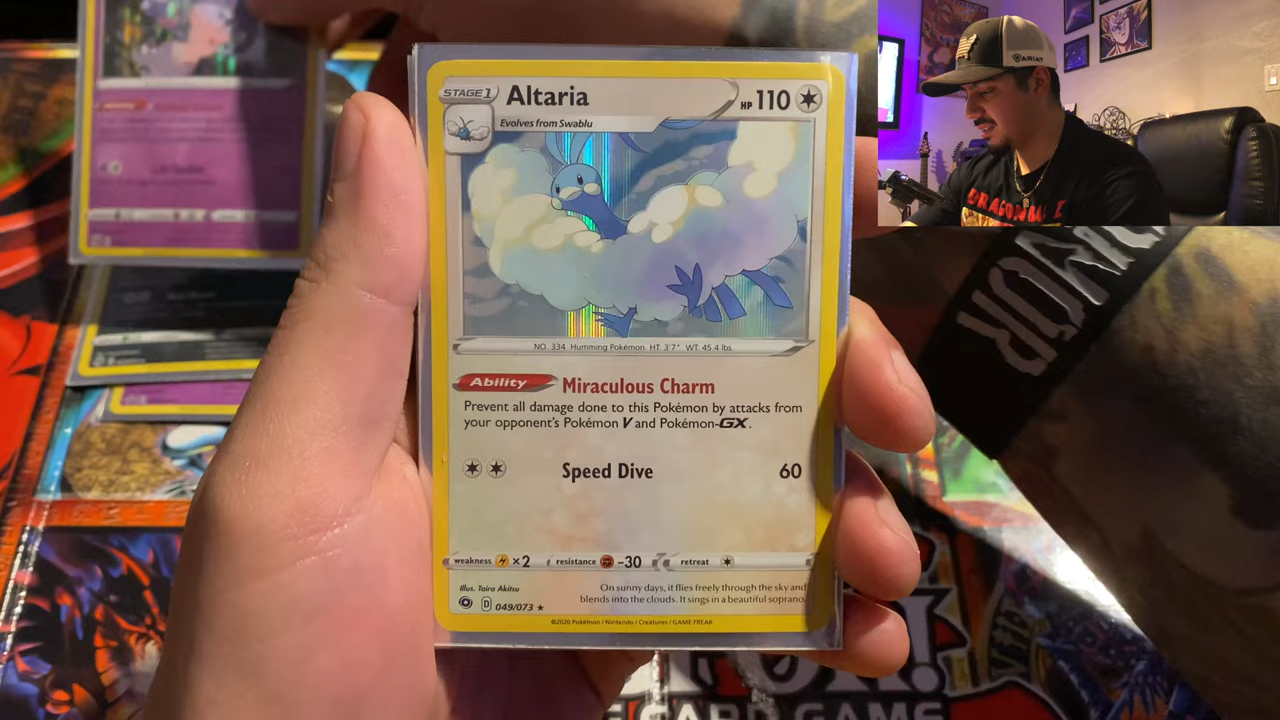 STAGE 1
Altaria
HP 110
Evolves from Swablu
NO. 334 Humming Pokémon HT: 3'7" WT: 45.4 lbs.
Ability Miraculous Charm
Prevent all damage done to this Pokémon by attacks from
your opponent's Pokémon V and Pokémon-GX.
Speed Dive 60
weakness ×2 resistance -30 retreat
Illus. Taira Akitsu
On sunny days, it flies freely through the sky and
blends into the clouds. It sings in a beautiful soprano.
D 049/073 ★
©2020 Pokémon / Nintendo / Creatures / GAME FREAK
ARIAT
CARD GAME